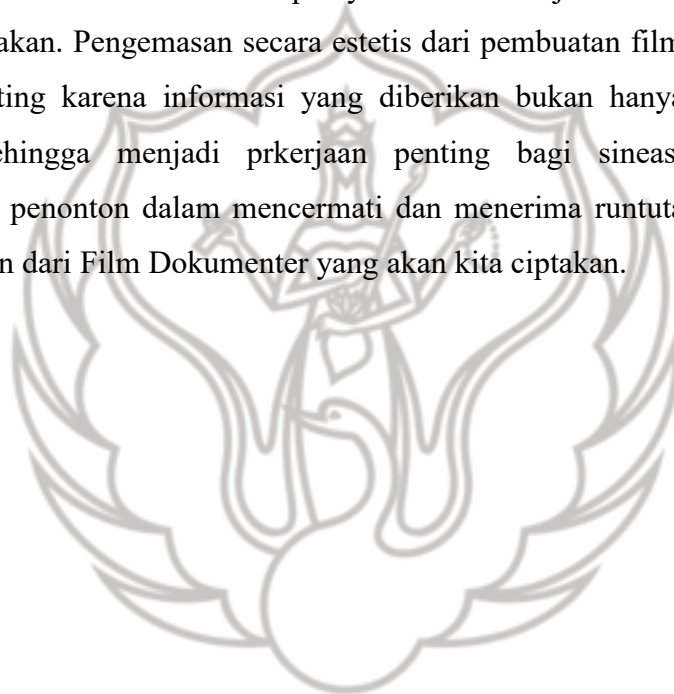 akan. Pengemasan secara estetis dari pembuatan film
ting karena informasi yang diberikan bukan hanya
ehingga menjadi prkerjaan penting bagi sineas
penonton dalam mencermati dan menerima runtuta
n dari Film Dokumenter yang akan kita ciptakan.